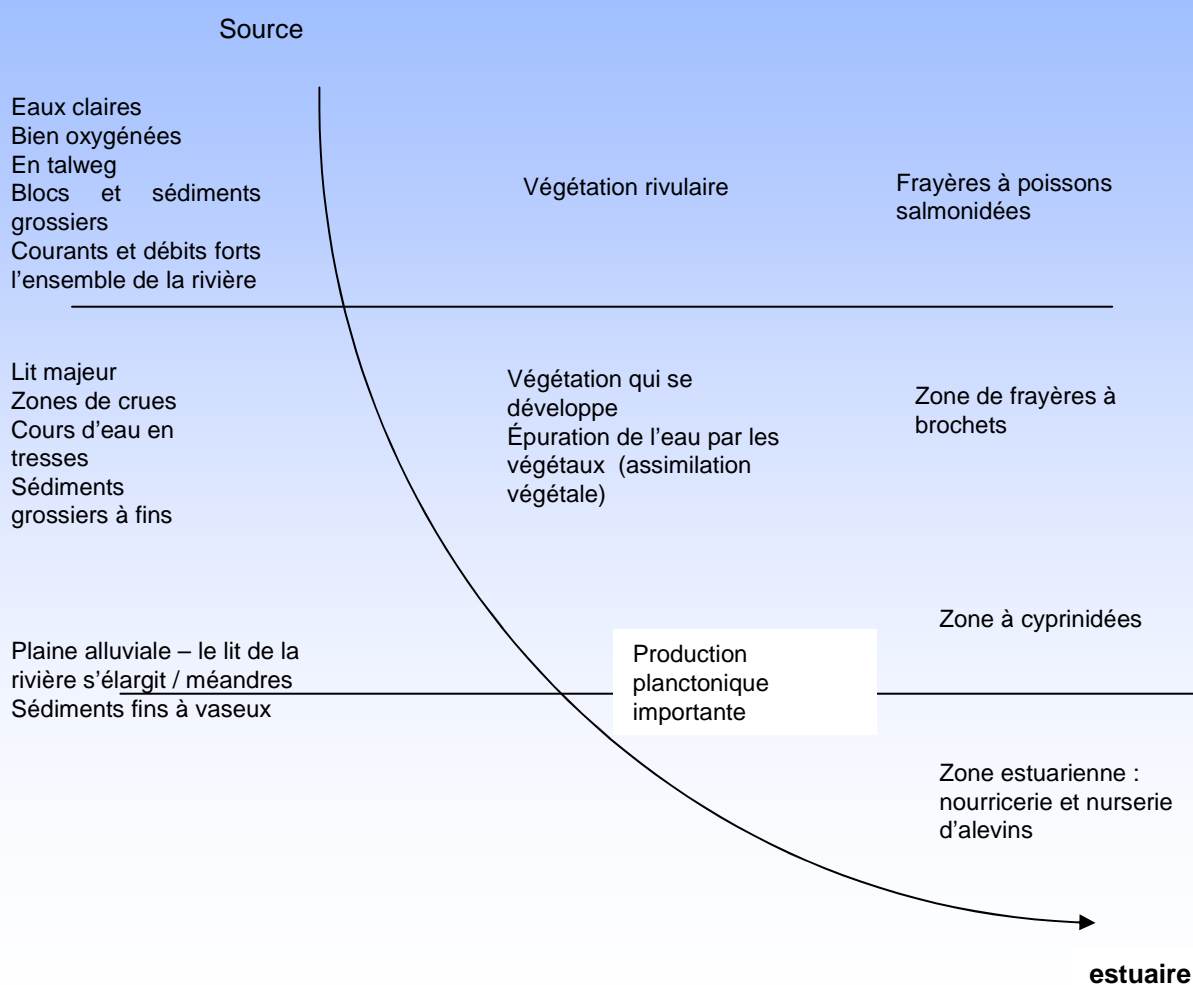 Source
Eaux claires
Bien oxygénées
En talweg
Blocs et sédiments
grossiers
Courants et débits forts
l’ensemble de la rivière
Végétation rivulaire
Frayères à poissons
salmonidées
Lit majeur
Zones de crues
Cours d’eau en
tresses
Sédiments
grossiers à fins
Végétation qui se
développe
Épuration de l’eau par les
végétaux (assimilation
végétale)
Zone de frayères à
brochets
Zone à cyprinidées
Plaine alluviale – le lit de la
rivière s’élargit / méandres
Sédiments fins à vaseux
Production
planctonique
importante
Zone estuarienne :
nourricerie et nurserie
d’alevins
estuaire